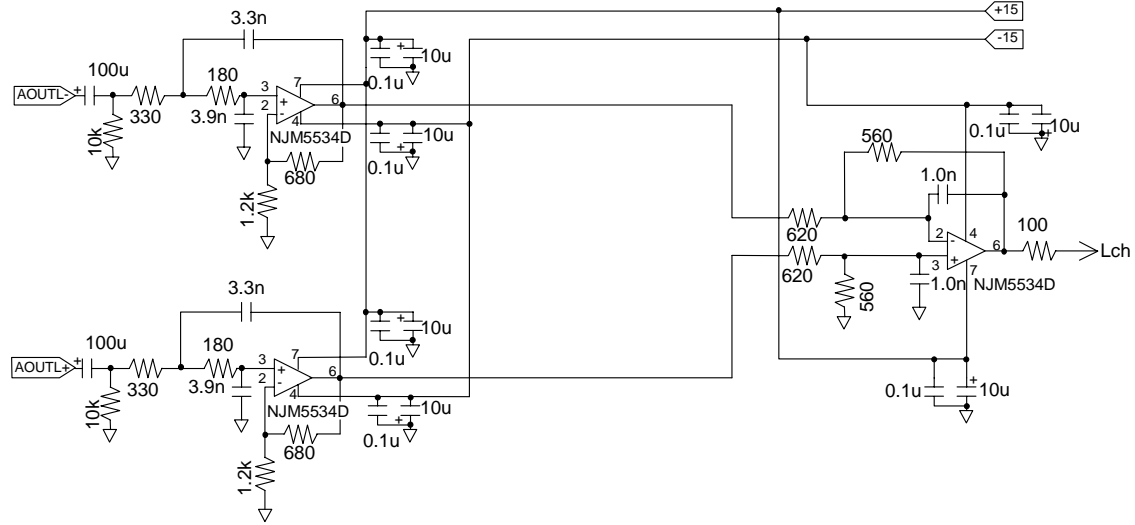 +15
-15
3.3n
100u
180
AOUTL-
330
10k
3.9n
3
2
7
6
4
NJM5534D
680
1.2k
0.1u
10u
0.1u
10u
0.1u
10u
560
1.0n
620
620
560
1.0n
2
3
4
6
7
NJM5534D
100
Lch
0.1u
10u
3.3n
100u
180
AOUTL+
330
10k
3.9n
3
2
7
6
4
NJM5534D
680
1.2k
0.1u
10u
0.1u
10u